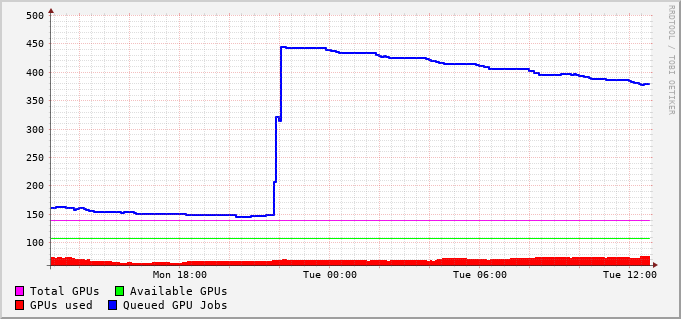 500
450
400
350
300
250
200
150
100
Mon 18:00 Tue 00:00 Tue 06:00 Tue 12:00
Total GPUs Available GPUs
GPUs used Queued GPU Jobs
RRDTOOL / TOBI OETIKER